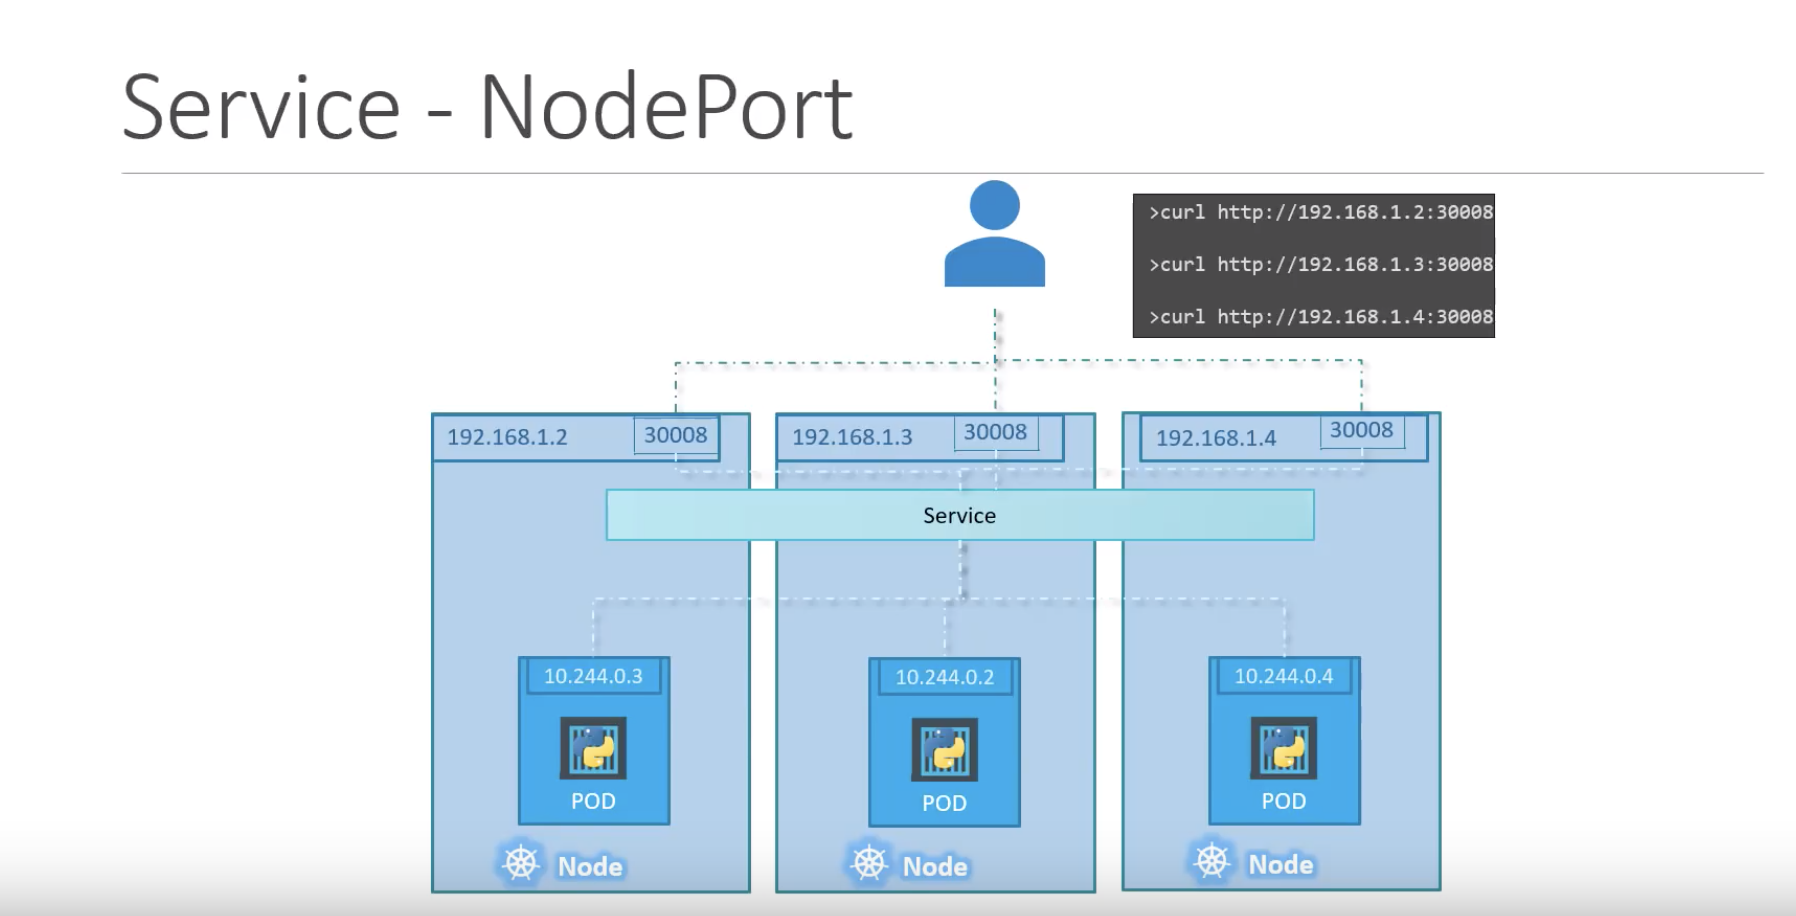 Service - NodePort
>curl http://192.168.1.2:30008
>curl http://192.168.1.3:30008
>curl http://192.168.1.4:30008
192.168.1.2
30008
192.168.1.3
30008
192.168.1.4
30008
Service
10.244.0.3
10.244.0.2
10.244.0.4
POD
POD
POD
Node
Node
Node